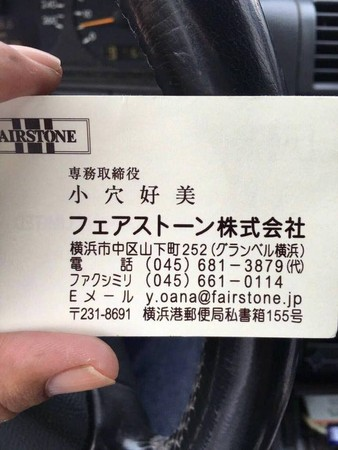 FAIRSTONE
専務取締役
小穴好美
フェアストーン株式会社
横浜市中区山下町252(グランベル横浜)
電　話 (045) 681-3879(代)
ファクシミリ (045) 661-0114
Eメール y.oana@fairstone.jp
〒231-8691 横浜港郵便局私書箱155号